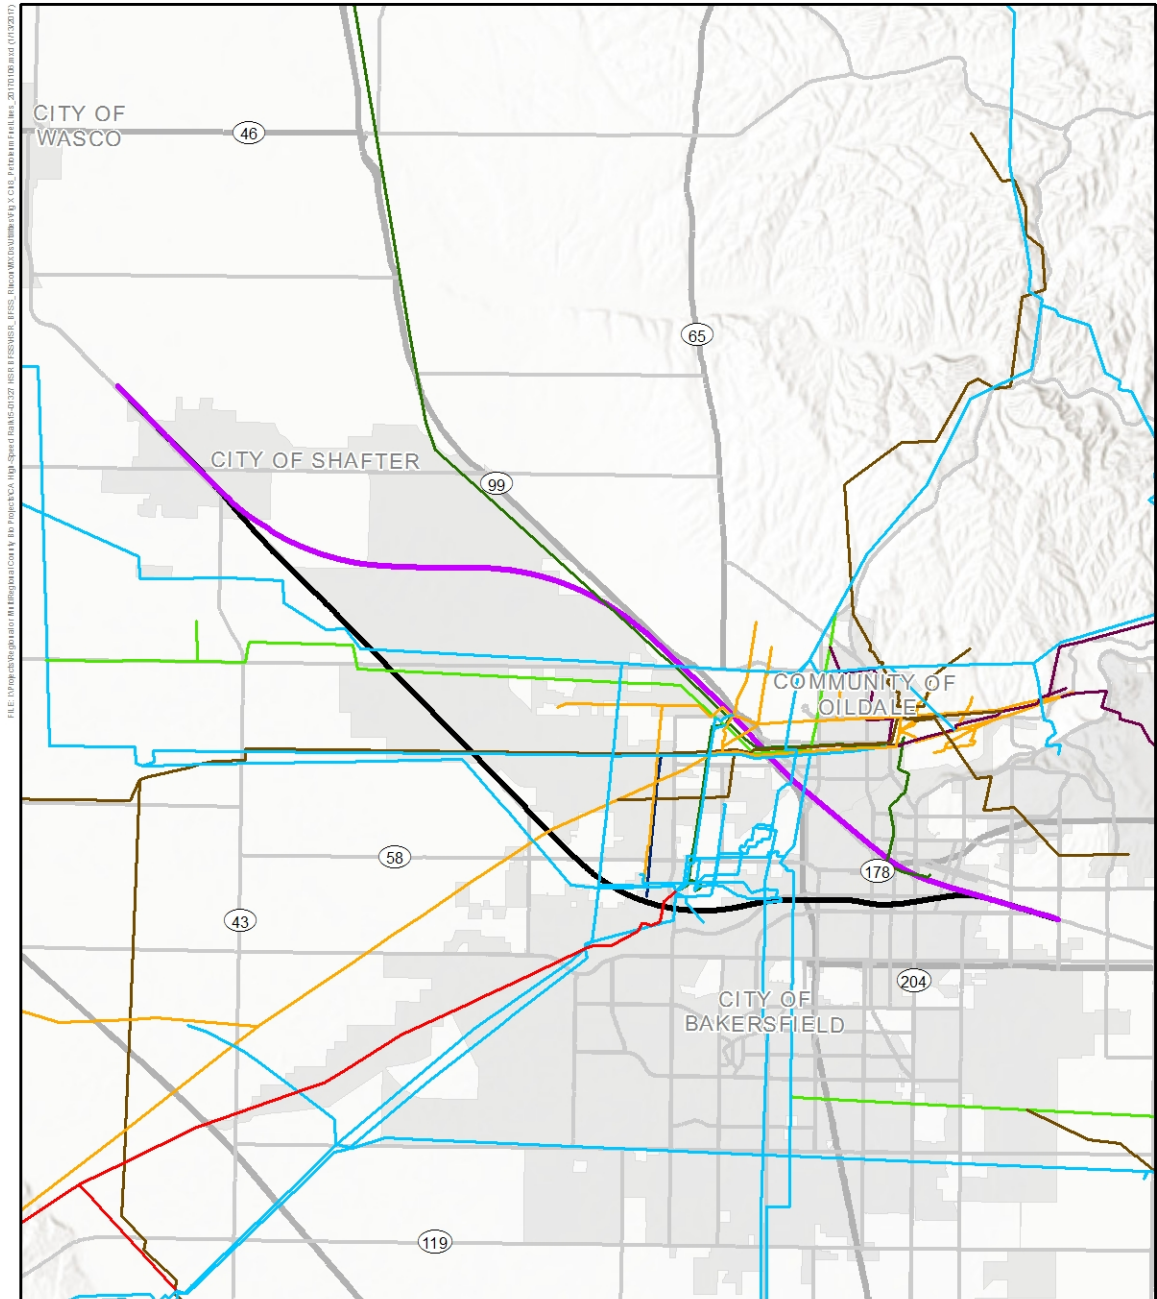 CITY OF
WASCO
46
65
CITY OF SHAFTER
99
COMMUNITY OF
OILDALE
58
178
43
204
CITY OF
BAKERSFIELD
119